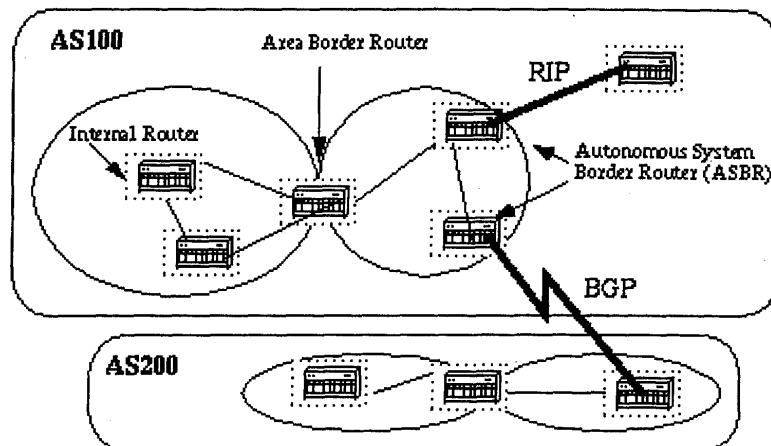 AS100
Area Border Router
RIP
Internal Router
Autonomous System
Border Router (ASBR)
BGP
AS200